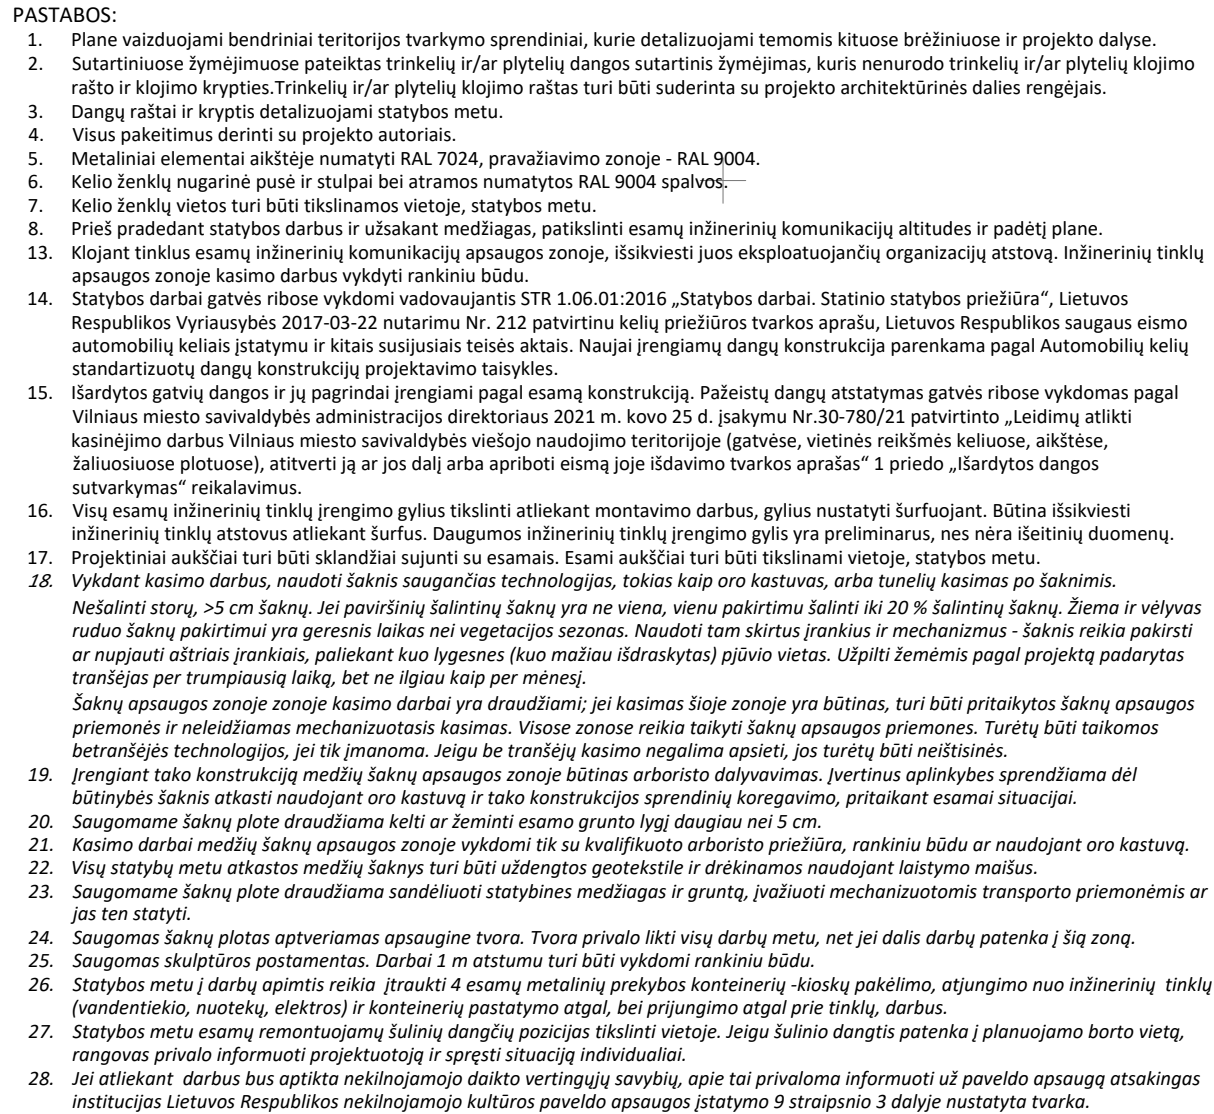 PASTABOS:
1. Plane vaizduojami bendriniai teritorijos tvarkymo sprendiniai, kurie detalizuojami temomis kituose brėžiniuose ir projekto dalyse.
2. Sutartiniuose žymėjimuose pateiktas trinkelių ir/ar plytelių dangos sutartinis žymėjimas, kuris nenurodo trinkelių ir/ar plytelių klojimo
rašto ir klojimo krypties.Trinkelių ir/ar plytelių klojimo raštas turi būti suderinta su projekto architektūrinės dalies rengėjais.
3. Dangų raštai ir kryptis detalizuojami statybos metu.
4. Visus pakeitimus derinti su projekto autoriais.
5. Metaliniai elementai aikštėje numatyti RAL 7024, pravažiavimo zonoje - RAL 9004.
6. Kelio ženklų nugarinė pusė ir stulpai bei atramos numatytos RAL 9004 spalvos.
7. Kelio ženklų vietos turi būti tikslinamos vietoje, statybos metu.
8. Prieš pradedant statybos darbus ir užsakant medžiagas, patikslinti esamų inžinerinių komunikacijų altitudes ir padėtį plane.
13. Klojant tinklus esamų inžinerinių komunikacijų apsaugos zonoje, išsikviesti juos eksploatuojančių organizacijų atstovą. Inžinerinių tinklų
apsaugos zonoje kasimo darbus vykdyti rankiniu būdu.
14. Statybos darbai gatvės ribose vykdomi vadovaujantis STR 1.06.01:2016 „Statybos darbai. Statinio statybos priežiūra“, Lietuvos
Respublikos Vyriausybės 2017-03-22 nutarimu Nr. 212 patvirtinu kelių priežiūros tvarkos aprašu, Lietuvos Respublikos saugaus eismo
automobilių keliais įstatymu ir kitais susijusiais teisės aktais. Naujai įrengiamų dangų konstrukcija parenkama pagal Automobilių kelių
standartizuotų dangų konstrukcijų projektavimo taisykles.
15. Išardytos gatvių dangos ir jų pagrindai įrengiami pagal esamą konstrukciją. Pažeistų dangų atstatymas gatvės ribose vykdomas pagal
Vilniaus miesto savivaldybės administracijos direktoriaus 2021 m. kovo 25 d. įsakymu Nr.30-780/21 patvirtinto „Leidimų atlikti
kasinėjimo darbus Vilniaus miesto savivaldybės viešojo naudojimo teritorijoje (gatvėse, vietinės reikšmės keliuose, aikštėse,
žaliuosiuose plotuose), atitverti ją ar jos dalį arba apriboti eismą joje išdavimo tvarkos aprašas“ 1 priedo „Išardytos dangos
sutvarkymas“ reikalavimus.
16. Visų esamų inžinerinių tinklų įrengimo gylius tikslinti atliekant montavimo darbus, gylius nustatyti šurfuojant. Būtina išsikviesti
inžinerinių tinklų atstovus atliekant šurfus. Daugumos inžinerinių tinklų įrengimo gylis yra preliminarus, nes nėra išeitinių duomenų.
17. Projektiniai aukščiai turi būti sklandžiai sujunti su esamais. Esami aukščiai turi būti tikslinami vietoje, statybos metu.
18. Vykdant kasimo darbus, naudoti šaknis saugančias technologijas, tokias kaip oro kastuvas, arba tunelių kasimas po šaknimis.
Nešalinti storų, >5 cm šaknų. Jei paviršinių šalintinų šaknų yra ne viena, vienu pakirtimu šalinti iki 20 % šalintinų šaknų. Žiema ir vėlyvas
ruduo šaknų pakirtimui yra geresnis laikas nei vegetacijos sezonas. Naudoti tam skirtus įrankius ir mechanizmus - šaknis reikia pakirsti
ar nupjauti aštriais įrankiais, paliekant kuo lygesnes (kuo mažiau išdraskytas) pjūvio vietas. Užpilti žemėmis pagal projektą padarytas
tranšėjas per trumpiausią laiką, bet ne ilgiau kaip per mėnesį.
Šaknų apsaugos zonoje zonoje kasimo darbai yra draudžiami; jei kasimas šioje zonoje yra būtinas, turi būti pritaikytos šaknų apsaugos
priemonės ir neleidžiamas mechanizuotasis kasimas. Visose zonose reikia taikyti šaknų apsaugos priemones. Turėtų būti taikomos
betranšėjės technologijos, jei tik įmanoma. Jeigu be tranšėjų kasimo negalima apsieti, jos turėtų būti neištisinės.
19. Įrengiant tako konstrukciją medžių šaknų apsaugos zonoje būtinas arboristo dalyvavimas. Įvertinus aplinkybes sprendžiama dėl
būtinybės šaknis atkasti naudojant oro kastuvą ir tako konstrukcijos sprendinių koregavimo, pritaikant esamai situacijai.
20. Saugomame šaknų plote draudžiama kelti ar žeminti esamo grunto lygį daugiau nei 5 cm.
21. Kasimo darbai medžių šaknų apsaugos zonoje vykdomi tik su kvalifikuoto arboristo priežiūra, rankiniu būdu ar naudojant oro kastuvą.
22. Visų statybų metu atkastos medžių šaknys turi būti uždengtos geotekstile ir drėkinamos naudojant laistymo maišus.
23. Saugomame šaknų plote draudžiama sandėliuoti statybines medžiagas ir gruntą, įvažiuoti mechanizuotomis transporto priemonėmis ar
jas ten statyti.
24. Saugomas šaknų plotas aptveriamas apsaugine tvora. Tvora privalo likti visų darbų metu, net jei dalis darbų patenka į šią zoną.
25. Saugomas skulptūros postamentas. Darbai 1 m atstumu turi būti vykdomi rankiniu būdu.
26. Statybos metu į darbų apimtis reikia įtraukti 4 esamų metalinių prekybos konteinerių -kioskų pakėlimo, atjungimo nuo inžinerinių tinklų
(vandentiekio, nuotekų, elektros) ir konteinerių pastatymo atgal, bei prijungimo atgal prie tinklų, darbus.
27. Statybos metu esamų remontuojamų šulinių dangčių pozicijas tikslinti vietoje. Jeigu šulinio dangtis patenka į planuojamo borto vietą,
rangovas privalo informuoti projektuotoją ir spręsti situaciją individualiai.
28. Jei atliekant darbus bus aptikta nekilnojamojo daikto vertingųjų savybių, apie tai privaloma informuoti už paveldo apsaugą atsakingas
institucijas Lietuvos Respublikos nekilnojamojo kultūros paveldo apsaugos įstatymo 9 straipsnio 3 dalyje nustatyta tvarka.